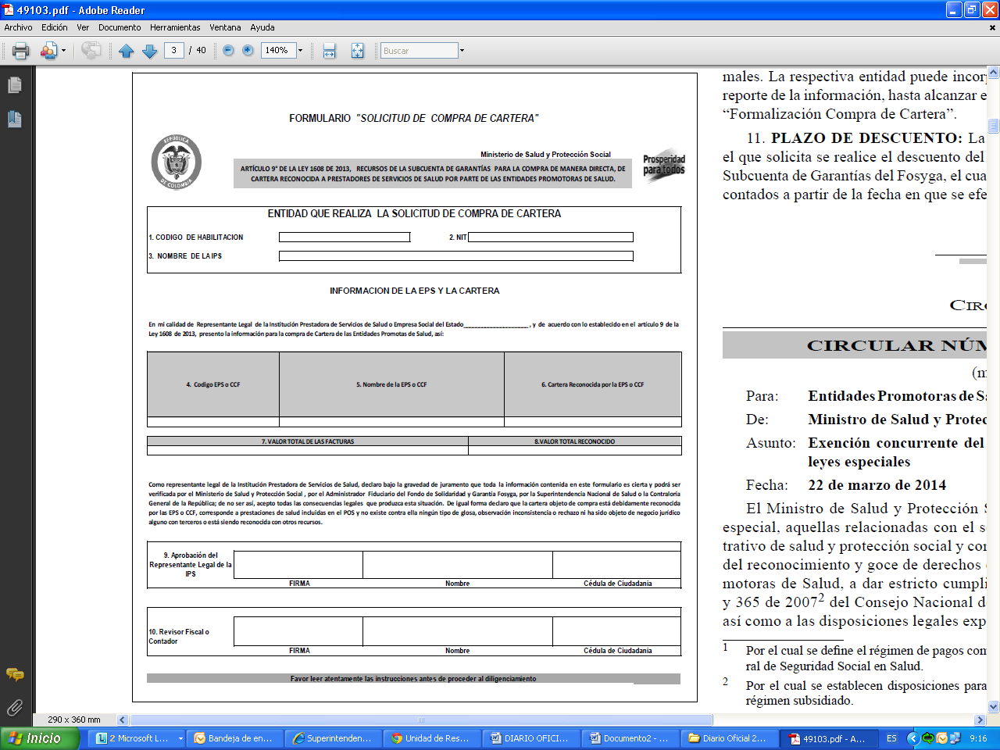 49103.pdf - Adobe Reader
Archivo Edición Ver Documento Herramientas Ventana Ayuda
3 / 40 140% Buscar
FORMULARIO "SOLICITUD DE COMPRA DE CARTERA"
REPÚBLICA
DE COLOMBIA
Ministerio de Salud y Protección Social
Prosperidad
para todos
ARTÍCULO 9° DE LA LEY 1608 DE 2013, RECURSOS DE LA SUBCUENTA DE GARANTÍAS PARA LA COMPRA DE MANERA DIRECTA, DE
CARTERA RECONOCIDA A PRESTADORES DE SERVICIOS DE SALUD POR PARTE DE LAS ENTIDADES PROMOTORAS DE SALUD.
ENTIDAD QUE REALIZA LA SOLICITUD DE COMPRA DE CARTERA
1. CODIGO DE HABILITACION 2. NIT
3. NOMBRE DE LA IPS
INFORMACION DE LA EPS Y LA CARTERA
En mi calidad de Representante Legal de la Institución Prestadora de Servicios de Salud o Empresa Social del Estado____________________, y de acuerdo con lo establecido en el artículo 9 de la
Ley 1608 de 2013, presento la información para la compra de Cartera de las Entidades Promotas de Salud, así:
4. Codigo EPS o CCF 5. Nombre de la EPS o CCF 6. Cartera Reconocida por la EPS o CCF
7. VALOR TOTAL DE LAS FACTURAS 8.VALOR TOTAL RECONOCIDO
Como representante legal de la Institución Prestadora de Servicios de Salud, declaro bajo la gravedad de juramento que toda la información contenida en este formulario es cierta y podrá ser
verificada por el Ministerio de Salud y Protección Social , por el Administrador Fiduciario del Fondo de Solidaridad y Garantía Fosyga, por la Superintendencia Nacional de Salud o la Contraloría
General de la República; de no ser así, acepto todas las consecuencias legales que produzca esta situación. De igual forma declaro que la cartera objeto de compra está debidamente reconocida
por las EPS o CCF, corresponde a prestaciones de salud incluidas en el POS y no existe contra ella ningún tipo de glosa, observación inconsistencia o rechazo ni ha sido objeto de negocio jurídico
alguno con terceros o está siendo reconocida con otros recursos.
9. Aprobación del
Representante Legal de la
IPS
FIRMA Nombre Cédula de Ciudadania
10. Revisor Fiscal o
Contador
FIRMA Nombre Cédula de Ciudadania
Favor leer atentamente las instrucciones antes de proceder al diligenciamiento
males. La respectiva entidad puede incor
reporte de la información, hasta alcanzar e
“Formalización Compra de Cartera”.
11. PLAZO DE DESCUENTO: La
el que solicita se realice el descuento del
Subcuenta de Garantías del Fosyga, el cua
contados a partir de la fecha en que se efe
CIRC
CIRCULAR NÚM
(m
Para: Entidades Promotoras de Sa
De: Ministro de Salud y Protec
Asunto: Exención concurrente del
leyes especiales
Fecha: 22 de marzo de 2014
El Ministro de Salud y Protección S
especial, aquellas relacionadas con el s
trativo de salud y protección social y con
del reconocimiento y goce de derechos
motoras de Salud, a dar estricto cumpli
y 365 de 2007² del Consejo Nacional d
así como a las disposiciones legales exp
1 Por el cual se define el régimen de pagos com
ral de Seguridad Social en Salud.
2 Por el cual se establecen disposiciones para
régimen subsidiado.
290 x 360 mm
Inicio 2 Microsoft L... Bandeja de en... Superintenden... Unidad de Res... DIARIO OFICI... Documento2 - ... Diario Oficial 2... 49103.pdf - A... ES 9:16